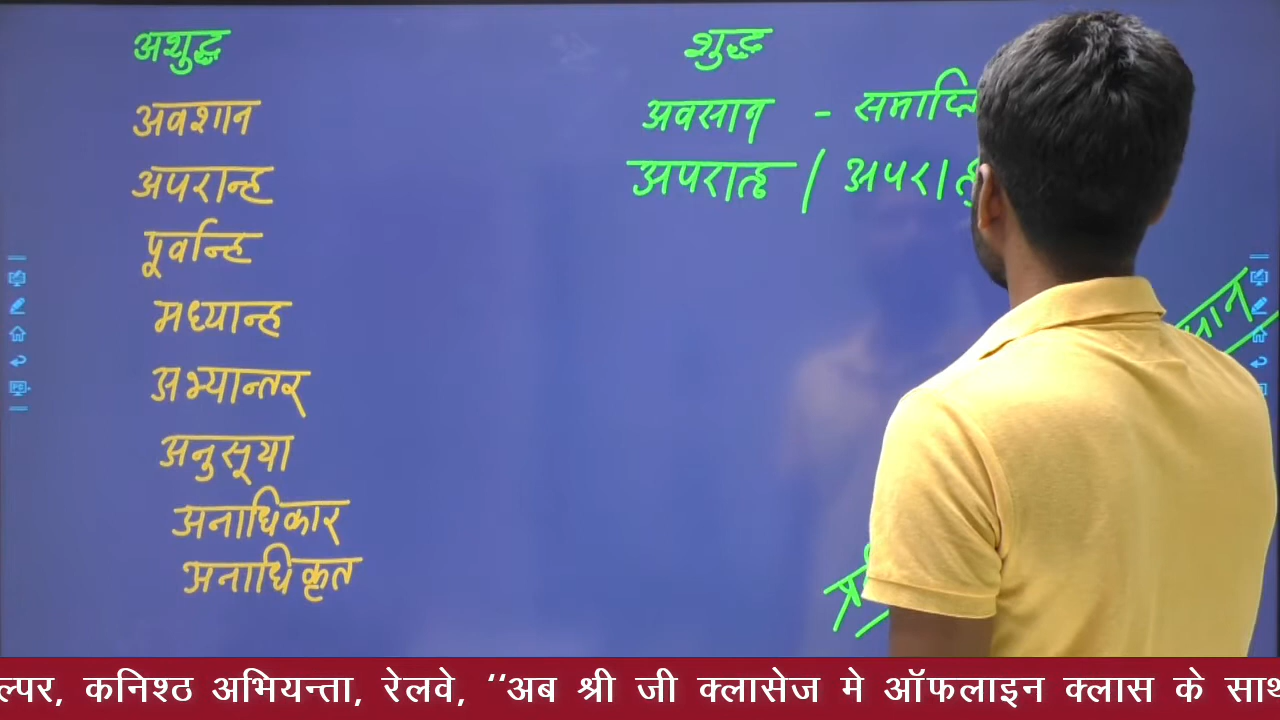 अशुद्ध शुद्ध
अवशान अवसान - समाप्ति
अपरान्ह अपराह्ण / अपराह्
पूर्वान्ह
मध्यान्ह
अभ्यान्तर
अनुसूया
अनाधिकार
अनाधिकृत
ल्पर, कनिश्ठ अभियन्ता, रेलवे, ‘‘अब श्री जी क्लासेज मे ऑफलाइन क्लास के साथ